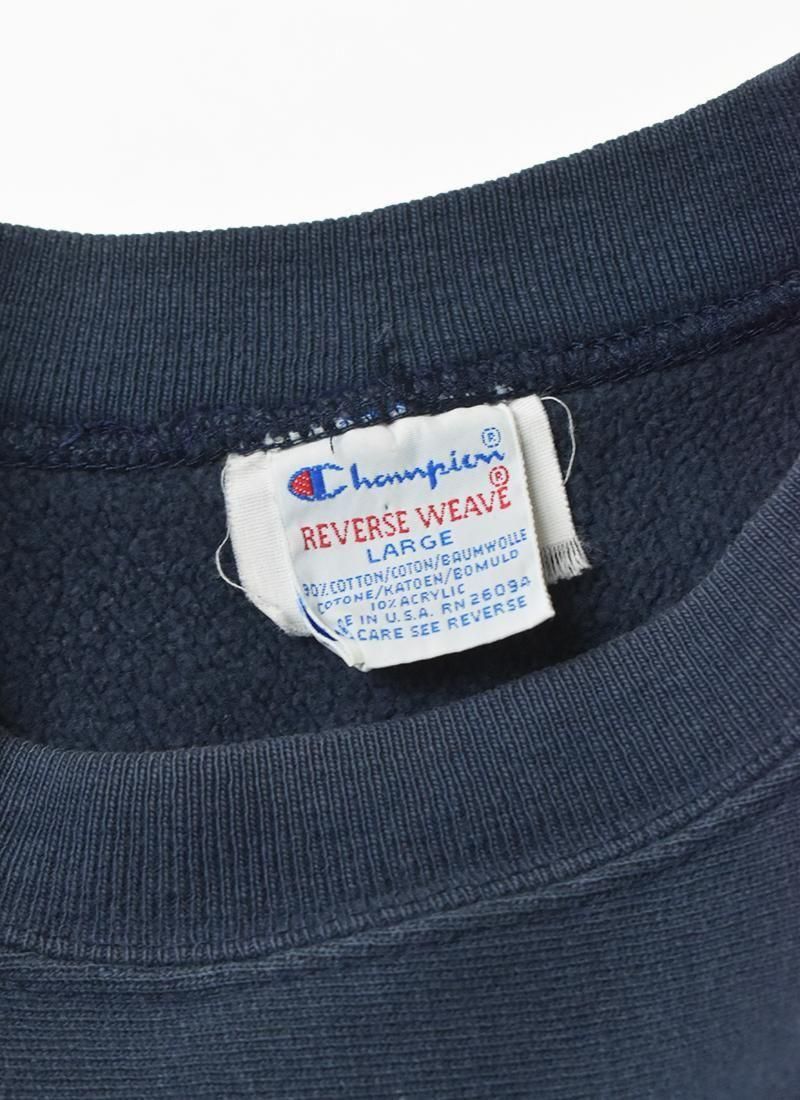 Champion®
REVERSE WEAVE®
LARGE
90% COTTON/COTON/BAUMWOLLE
COTONE/KATOEN/BOMULD
10% ACRYLIC
IN U.S.A. RN 26094
CARE SEE REVERSE